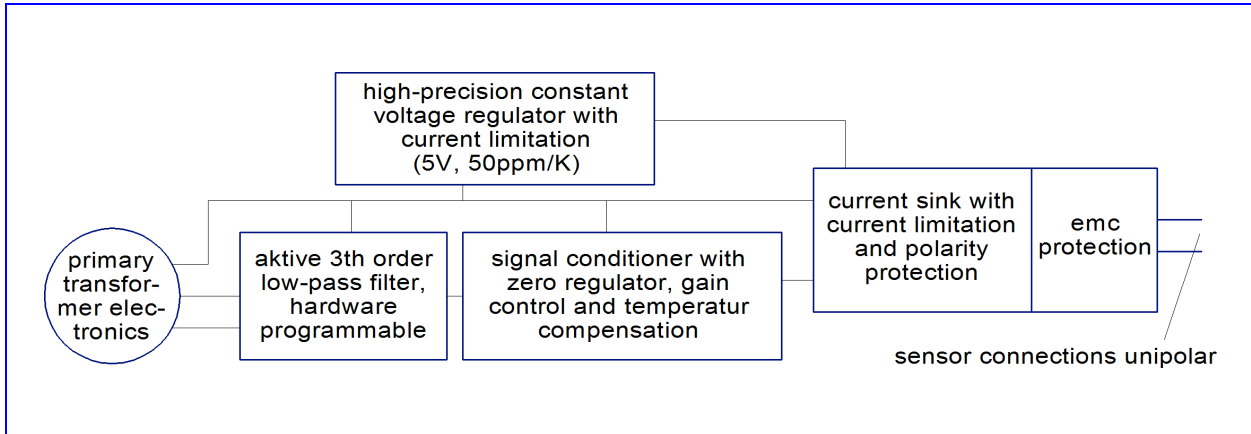 high-precision constant
voltage regulator with
current limitation
(5V, 50ppm/K)
primary
transfor-
mer elec-
tronics
aktive 3th order
low-pass filter,
hardware
programmable
signal conditioner with
zero regulator, gain
control and temperatur
compensation
current sink with
current limitation
and polarity
protection
emc
protection
sensor connections unipolar